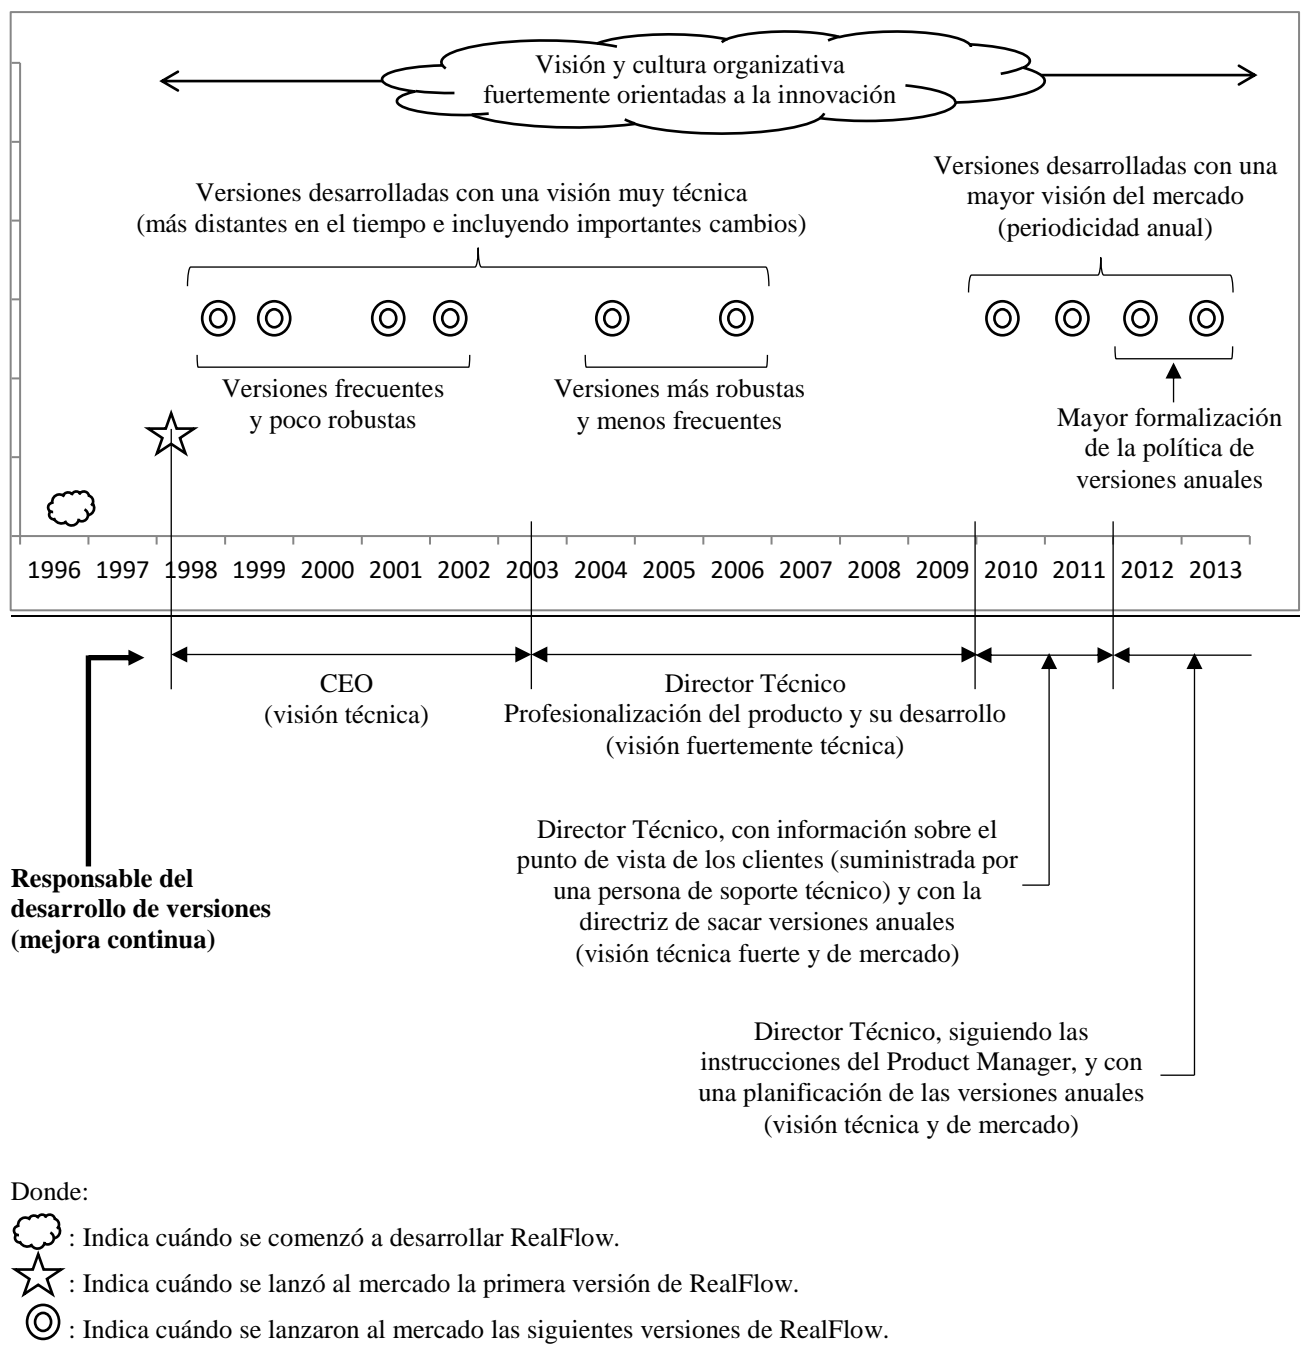 Visión y cultura organizativa
fuertemente orientadas a la innovación
Versiones desarrolladas con una visión muy técnica
(más distantes en el tiempo e incluyendo importantes cambios)
Versiones desarrolladas con una
mayor visión del mercado
(periodicidad anual)
Versiones frecuentes
y poco robustas
Versiones más robustas
y menos frecuentes
Mayor formalización
de la política de
versiones anuales
1996 1997 1998 1999 2000 2001 2002 2003 2004 2005 2006 2007 2008 2009 2010 2011 2012 2013
CEO
(visión técnica)
Director Técnico
Profesionalización del producto y su desarrollo
(visión fuertemente técnica)
Director Técnico, con información sobre el
punto de vista de los clientes (suministrada por
una persona de soporte técnico) y con la
directriz de sacar versiones anuales
(visión técnica fuerte y de mercado)
Responsable del
desarrollo de versiones
(mejora continua)
Director Técnico, siguiendo las
instrucciones del Product Manager, y con
una planificación de las versiones anuales
(visión técnica y de mercado)
Donde:
: Indica cuándo se comenzó a desarrollar RealFlow.
: Indica cuándo se lanzó al mercado la primera versión de RealFlow.
: Indica cuándo se lanzaron al mercado las siguientes versiones de RealFlow.